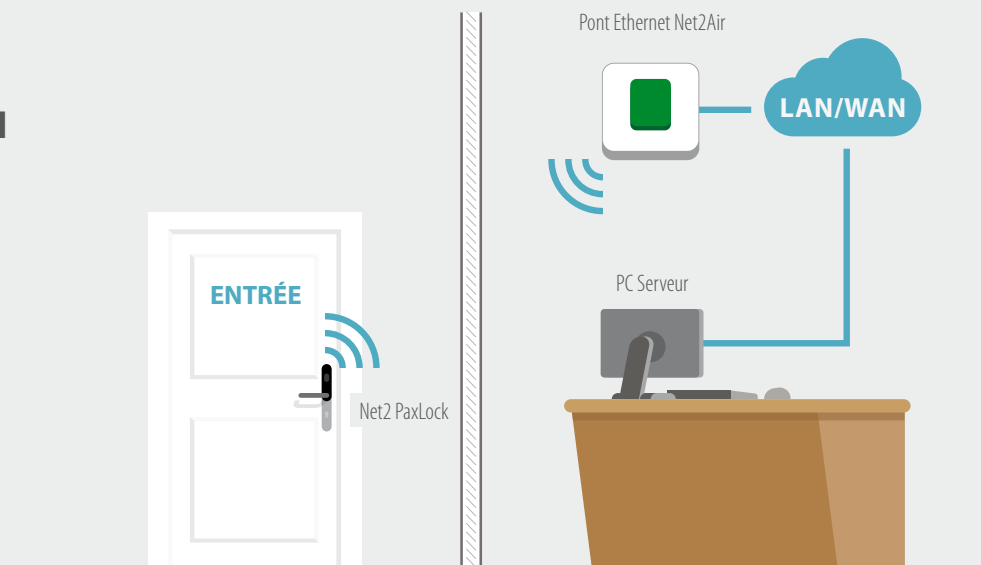 Pont Ethernet Net2Air
LAN/WAN
PC Serveur
ENTRÉE
Net2 PaxLock